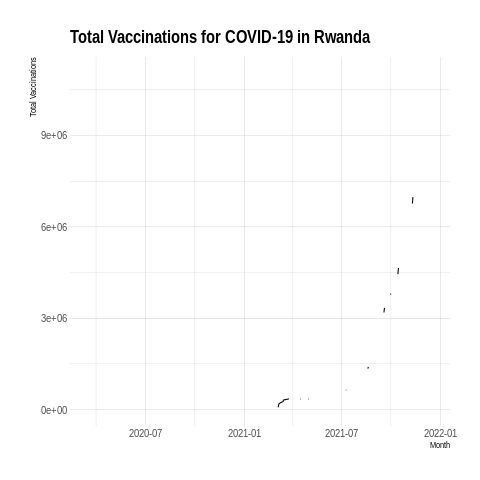 Total Vaccinations for COVID-19 in Rwanda
Total Vaccinations
9e+06
6e+06
3e+06
0e+00
2020-07 2021-01 2021-07 2022-01
Month